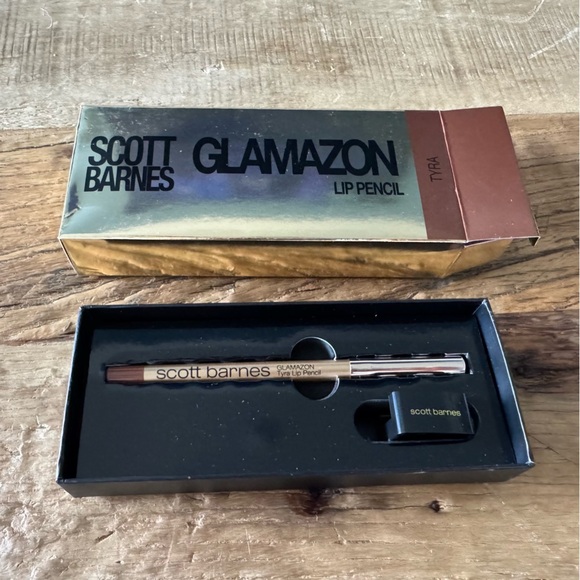 SCOTT
BARNES
GLAMAZON
LIP PENCIL
TYRA
scott barnes
GLAMAZON
Tyra Lip Pencil
scott barnes